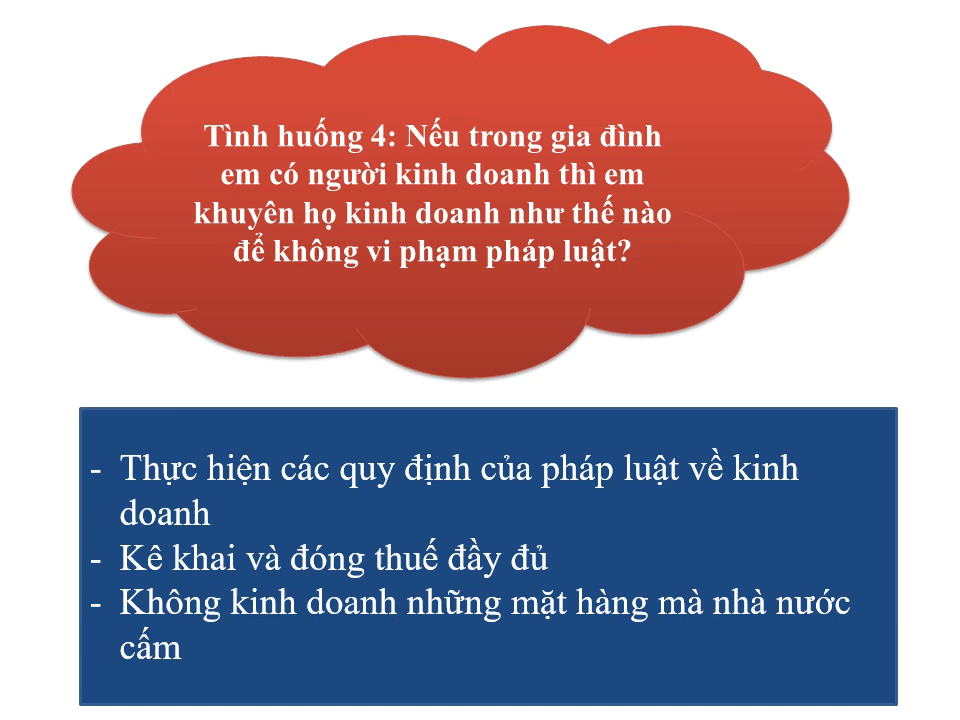 Tình huống 4: Nếu trong gia đình
em có người kinh doanh thì em
khuyên họ kinh doanh như thế nào
để không vi phạm pháp luật?
- Thực hiện các quy định của pháp luật về kinh
doanh
- Kê khai và đóng thuế đầy đủ
- Không kinh doanh những mặt hàng mà nhà nước
cấm